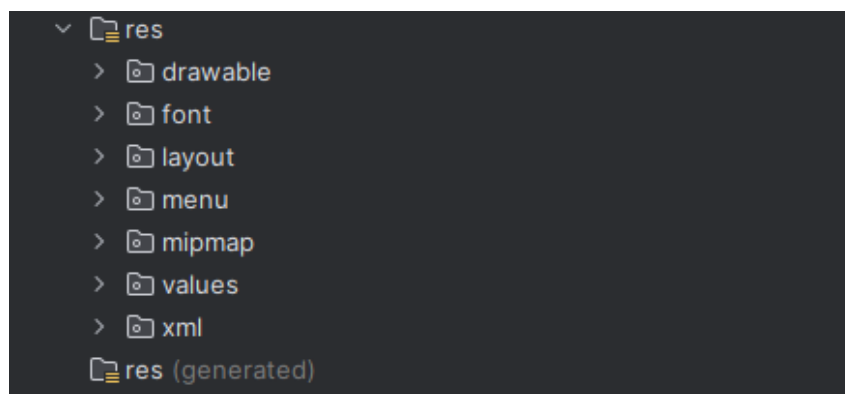 res
drawable
font
layout
menu
mipmap
values
xml
res (generated)